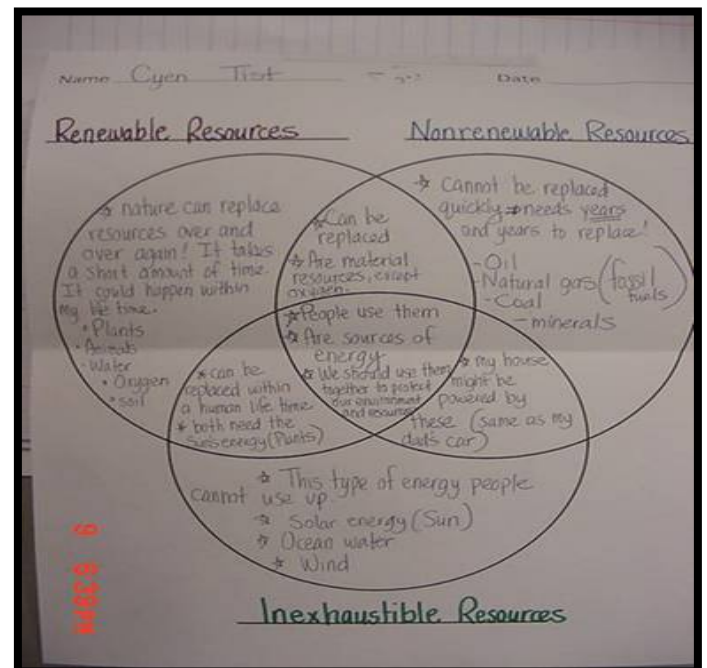 Name Cyen Tist Date
Renewable Resources
Nonrenewable Resources
☆ nature can replace
resources over and
over again! It takes
a short amount of time.
It could happen within
my life time.
• Plants
• Animals
- Water
• Oxygen
• soil
☆ Can be
replaced
☆ Are material
resources, except
oxygen.
☆ Cannot be replaced
quickly → needs years
and years to replace!
- Oil
- Natural gas (fossil
fuals)
- Coal
- minerals
☆ People use them
☆ Are sources of
energy
☆ We should use them
together to protect
our environment
and resources
* can be
replaced within
a human life time
* both need the
sun's energy (Plants)
☆ my house
might be
powered by
these (same as my
dad's car)
☆ This type of energy people
cannot use up.
☆ Solar energy (Sun)
☆ Ocean water
☆ Wind
Inexhaustible Resources